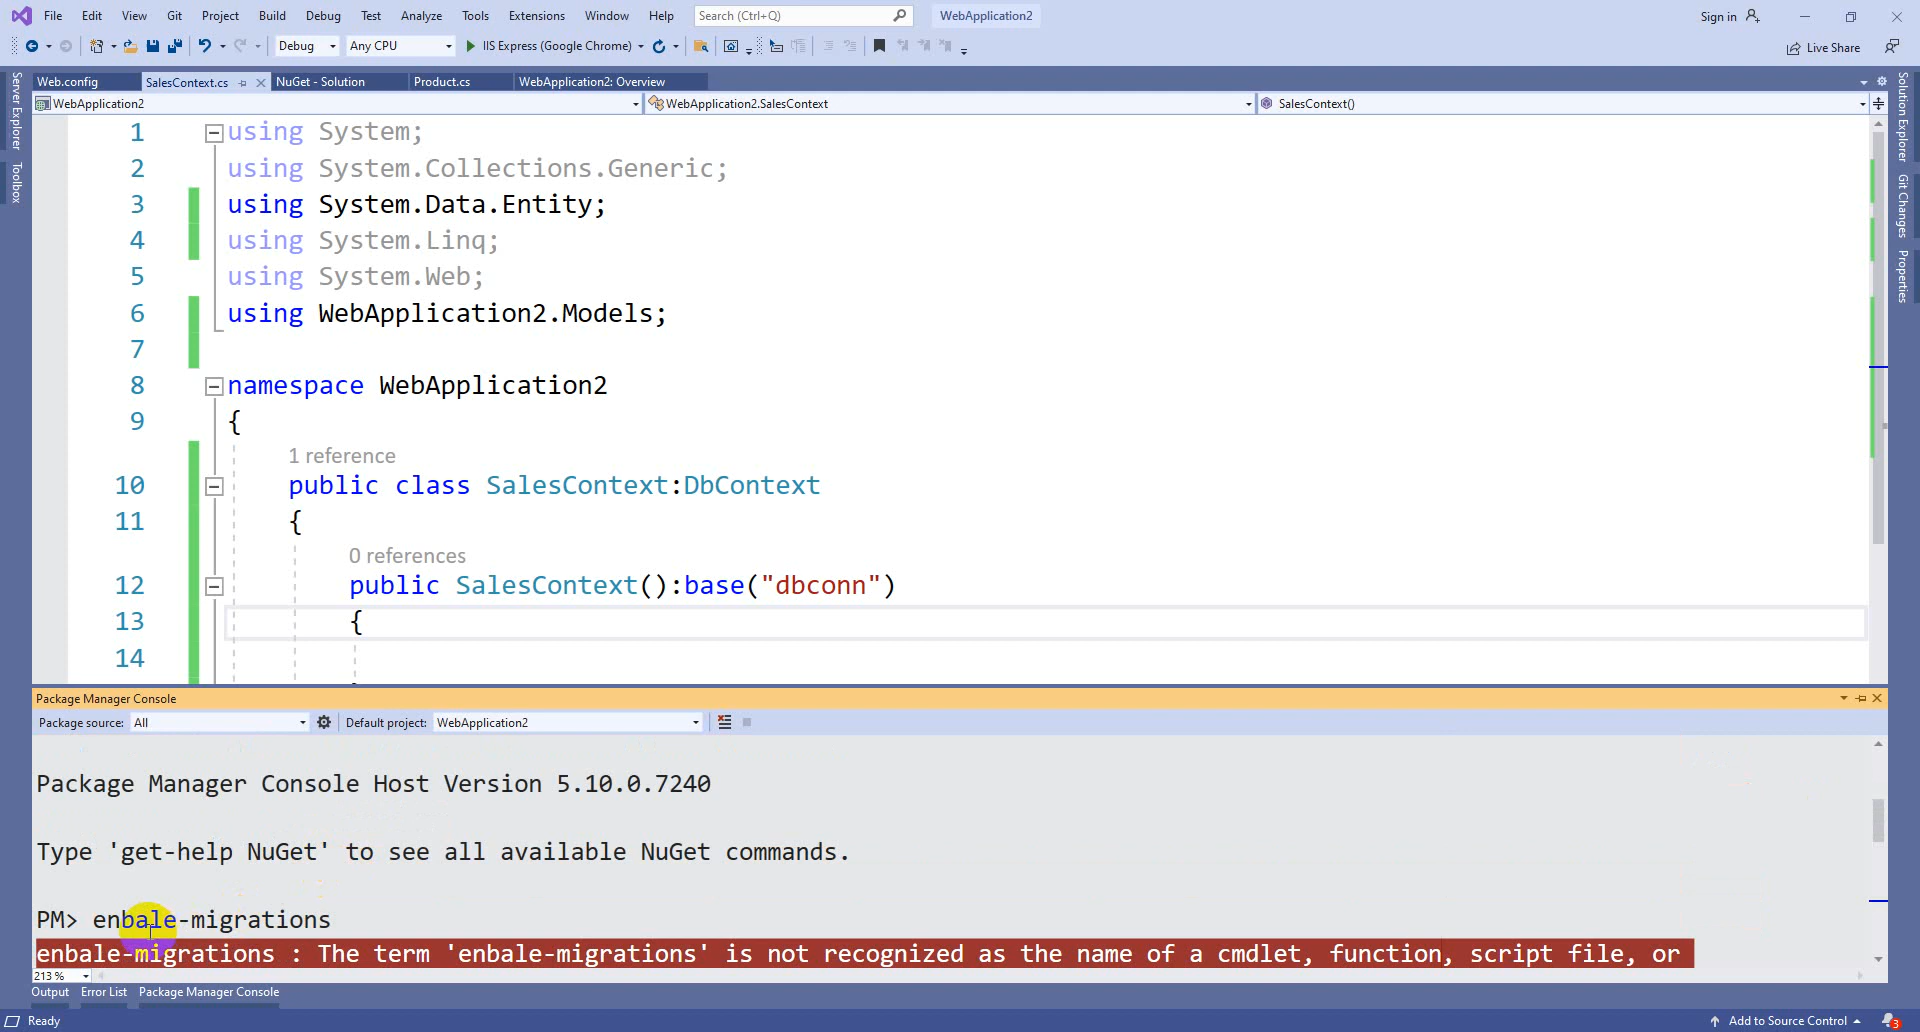 File Edit View Git Project Build Debug Test Analyze Tools Extensions Window Help Search (Ctrl+Q) WebApplication2 Sign in
Debug Any CPU IIS Express (Google Chrome) Live Share
Web.config SalesContext.cs NuGet - Solution Product.cs WebApplication2: Overview
WebApplication2 WebApplication2.SalesContext SalesContext()
Server Explorer
Toolbox
Solution Explorer
Git Changes
Properties
1 using System;
2 using System.Collections.Generic;
3 using System.Data.Entity;
4 using System.Linq;
5 using System.Web;
6 using WebApplication2.Models;
7
8 namespace WebApplication2
9 {
1 reference
10 public class SalesContext:DbContext
11 {
0 references
12 public SalesContext():base("dbconn")
13 {
14
Package Manager Console
Package source: All Default project: WebApplication2
Package Manager Console Host Version 5.10.0.7240
Type 'get-help NuGet' to see all available NuGet commands.
PM> enbale-migrations
enbale-migrations : The term 'enbale-migrations' is not recognized as the name of a cmdlet, function, script file, or
213 %
Output Error List Package Manager Console
Ready Add to Source Control 3